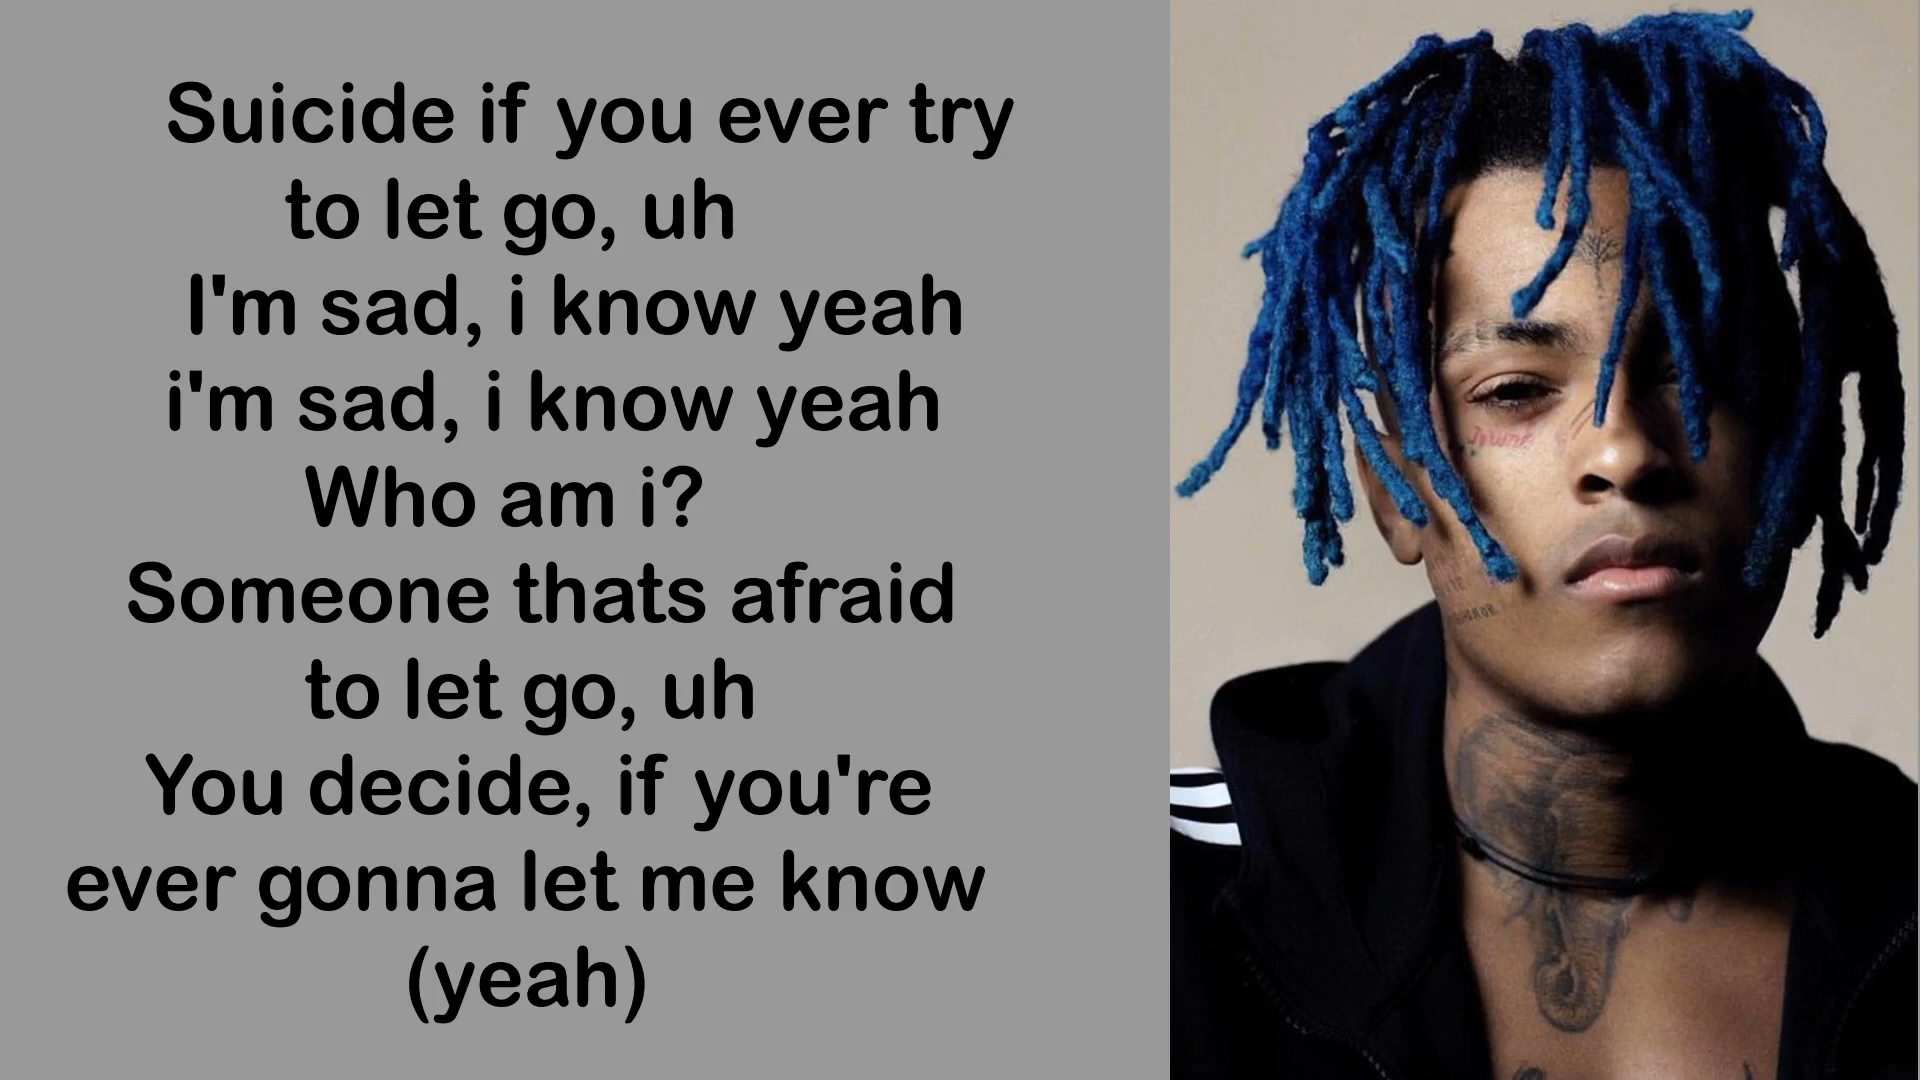 Suicide if you ever try
to let go, uh
I'm sad, i know yeah
i'm sad, i know yeah
Who am i?
Someone thats afraid
to let go, uh
You decide, if you're
ever gonna let me know
(yeah)